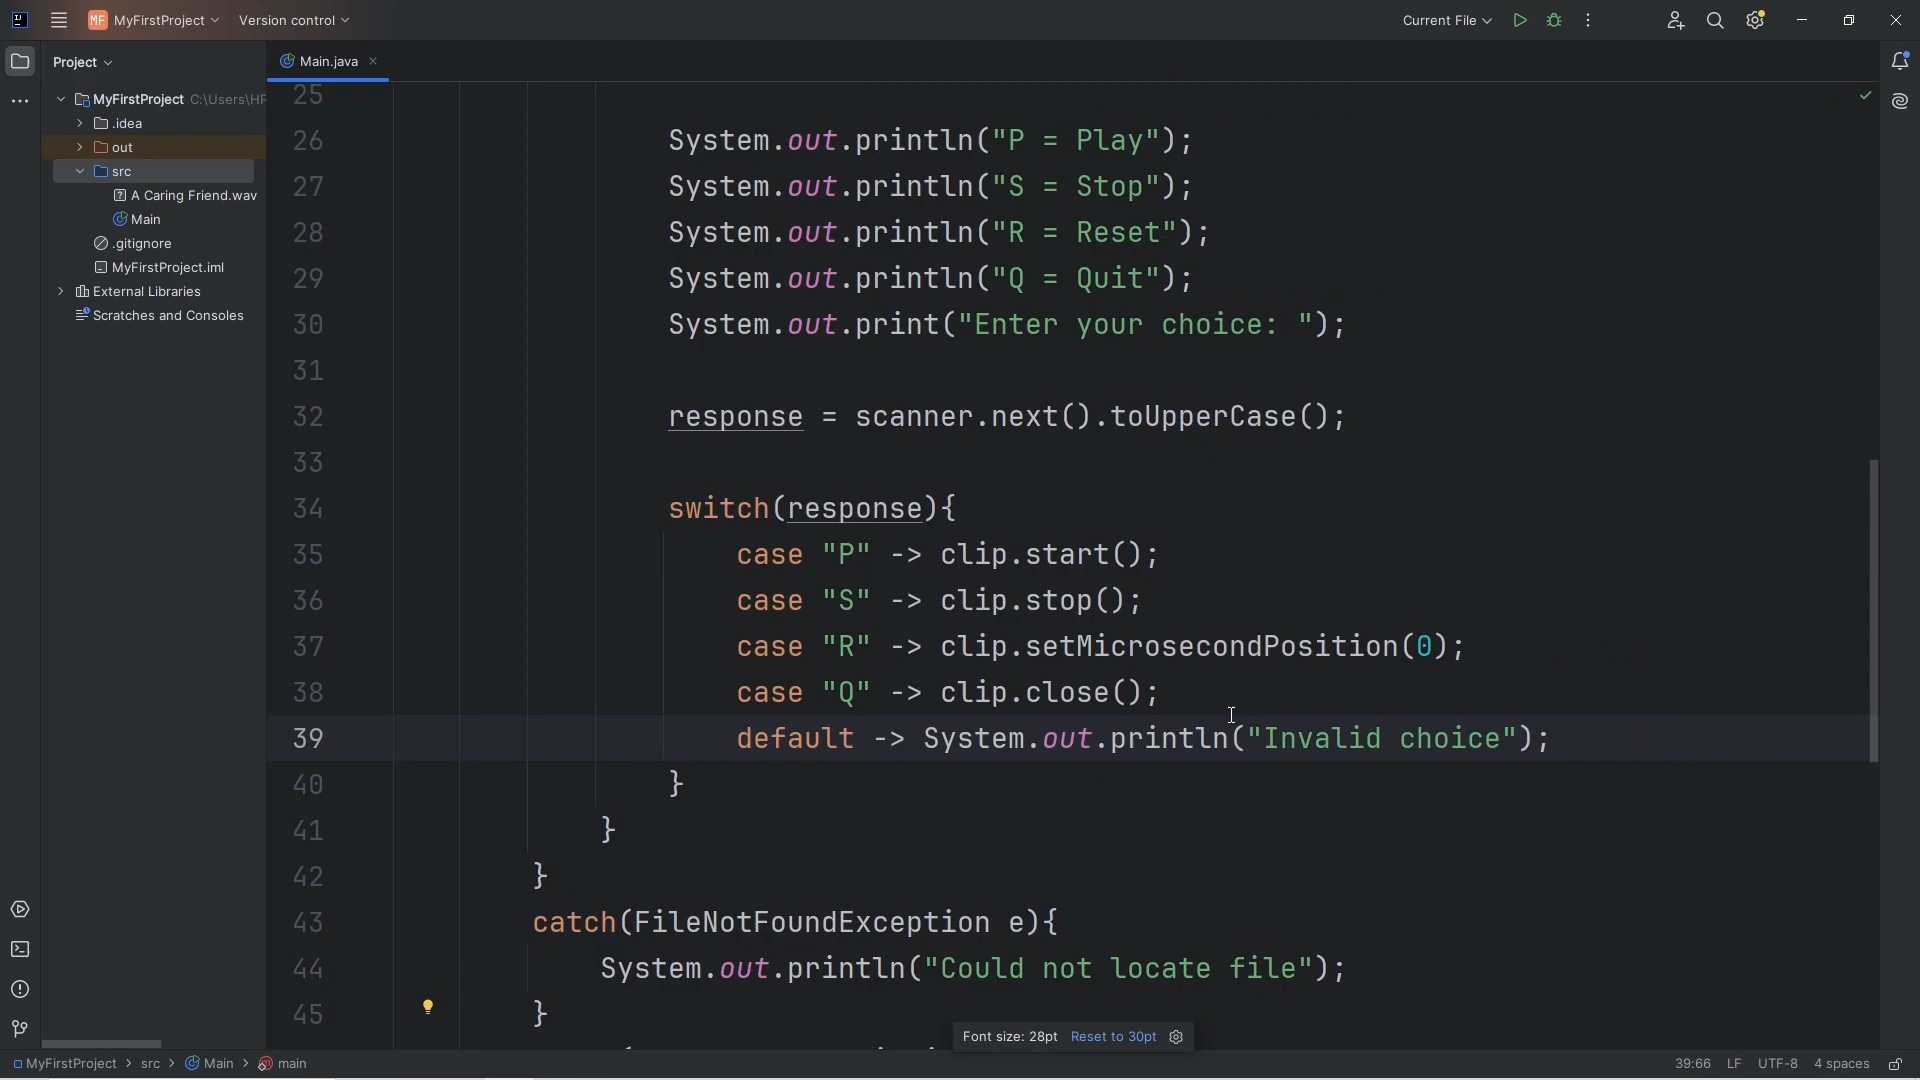 MF MyFirstProject Version control Current File
Project
Main.java
MyFirstProject C:\Users\HP
.idea
out
src
A Caring Friend.wav
Main
.gitignore
MyFirstProject.iml
External Libraries
Scratches and Consoles
25
26 System.out.println("P = Play");
27 System.out.println("S = Stop");
28 System.out.println("R = Reset");
29 System.out.println("Q = Quit");
30 System.out.print("Enter your choice: ");
31
32 response = scanner.next().toUpperCase();
33
34 switch(response){
35 case "P" -> clip.start();
36 case "S" -> clip.stop();
37 case "R" -> clip.setMicrosecondPosition(0);
38 case "Q" -> clip.close();
39 default -> System.out.println("Invalid choice");
40 }
41 }
42 }
43 catch(FileNotFoundException e){
44 System.out.println("Could not locate file");
45 }
Font size: 28pt Reset to 30pt
MyFirstProject > src > Main > main 39:66 LF UTF-8 4 spaces